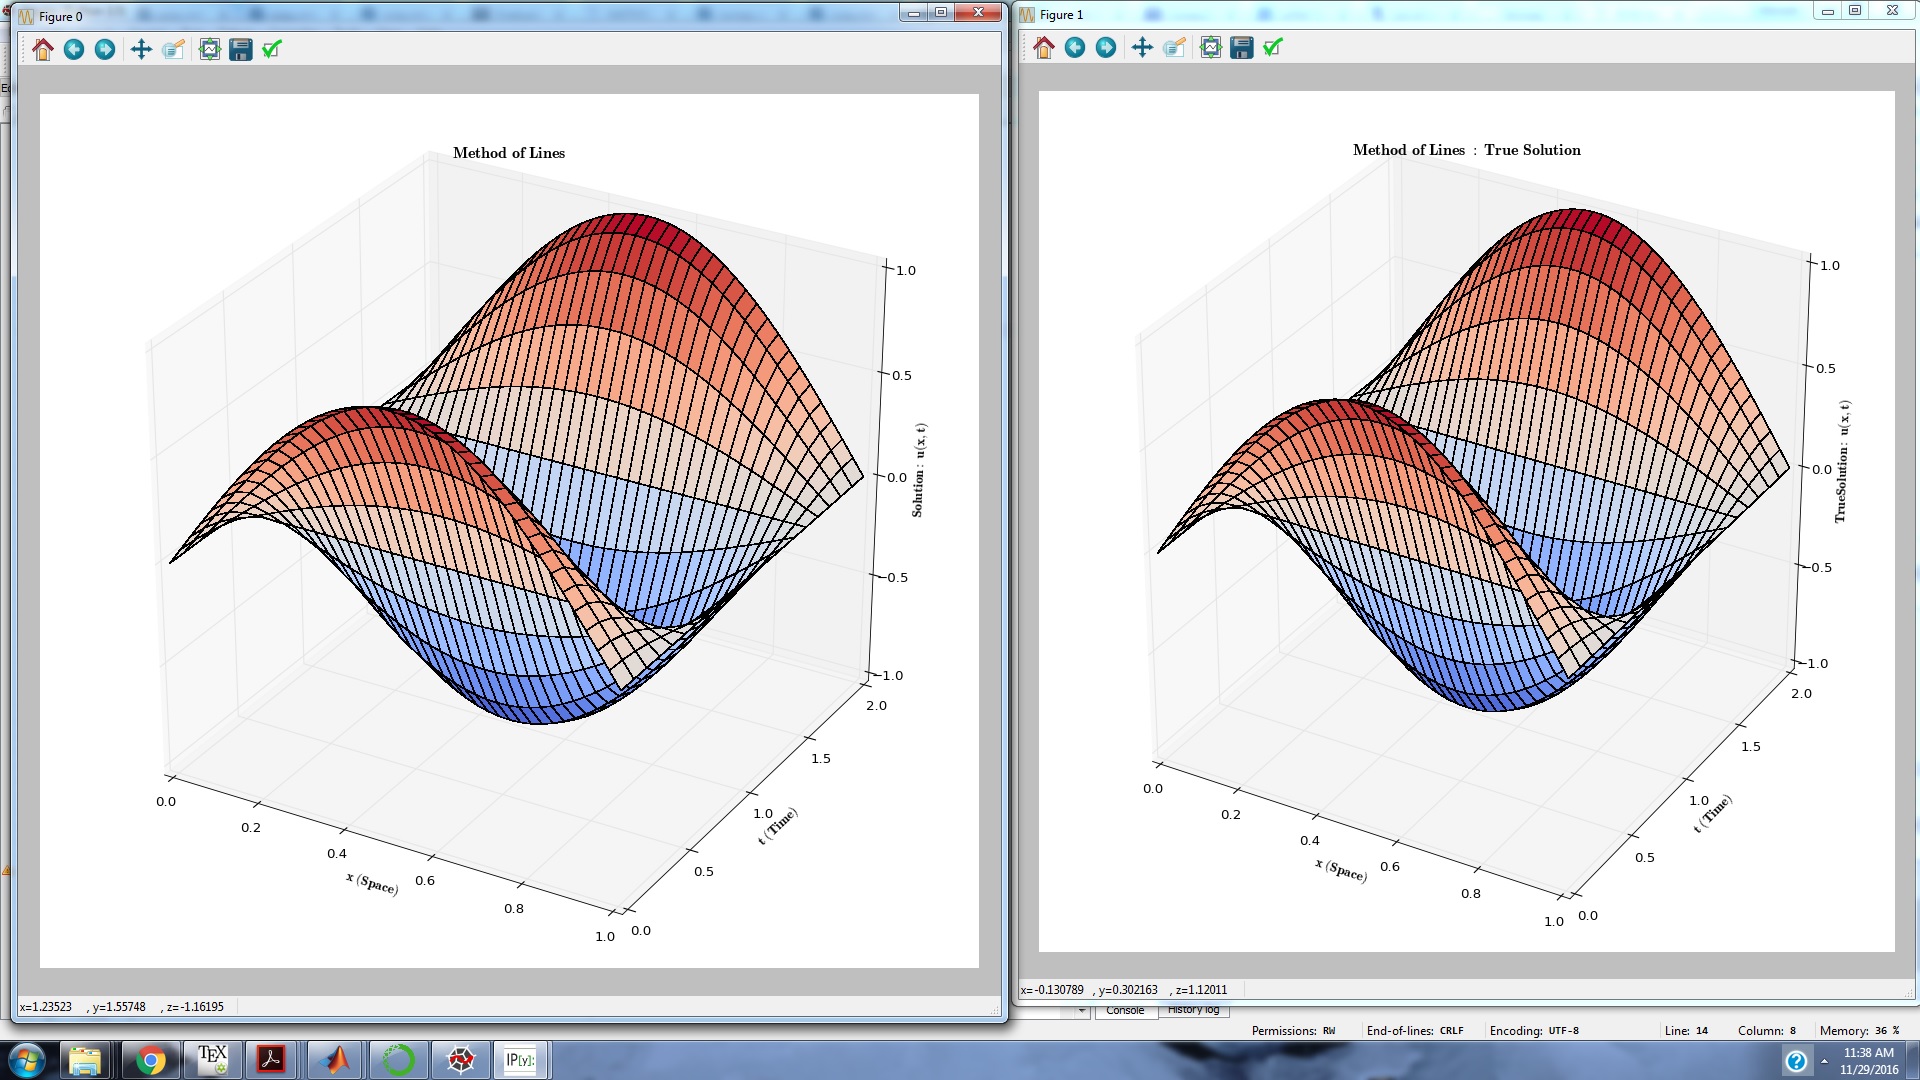 Figure 0
Method of Lines
1.0
0.5
0.0
−0.5
−1.0
Solution : u(x, t)
2.0
1.5
1.0
0.5
0.0
t (Time)
0.0
0.2
0.4
0.6
0.8
1.0
x (Space)
x=1.23523 , y=1.55748 , z=-1.16195
Figure 1
Method of Lines : True Solution
1.0
0.5
0.0
−0.5
−1.0
TrueSolution : u(x, t)
2.0
1.5
1.0
0.5
0.0
t (Time)
0.0
0.2
0.4
0.6
0.8
1.0
x (Space)
x=-0.130789 , y=0.302163 , z=1.12011
Console History log
Permissions: RW End-of-lines: CRLF Encoding: UTF-8 Line: 14 Column: 8 Memory: 36 %
TEX
IP[y]:
11:38 AM
11/29/2016